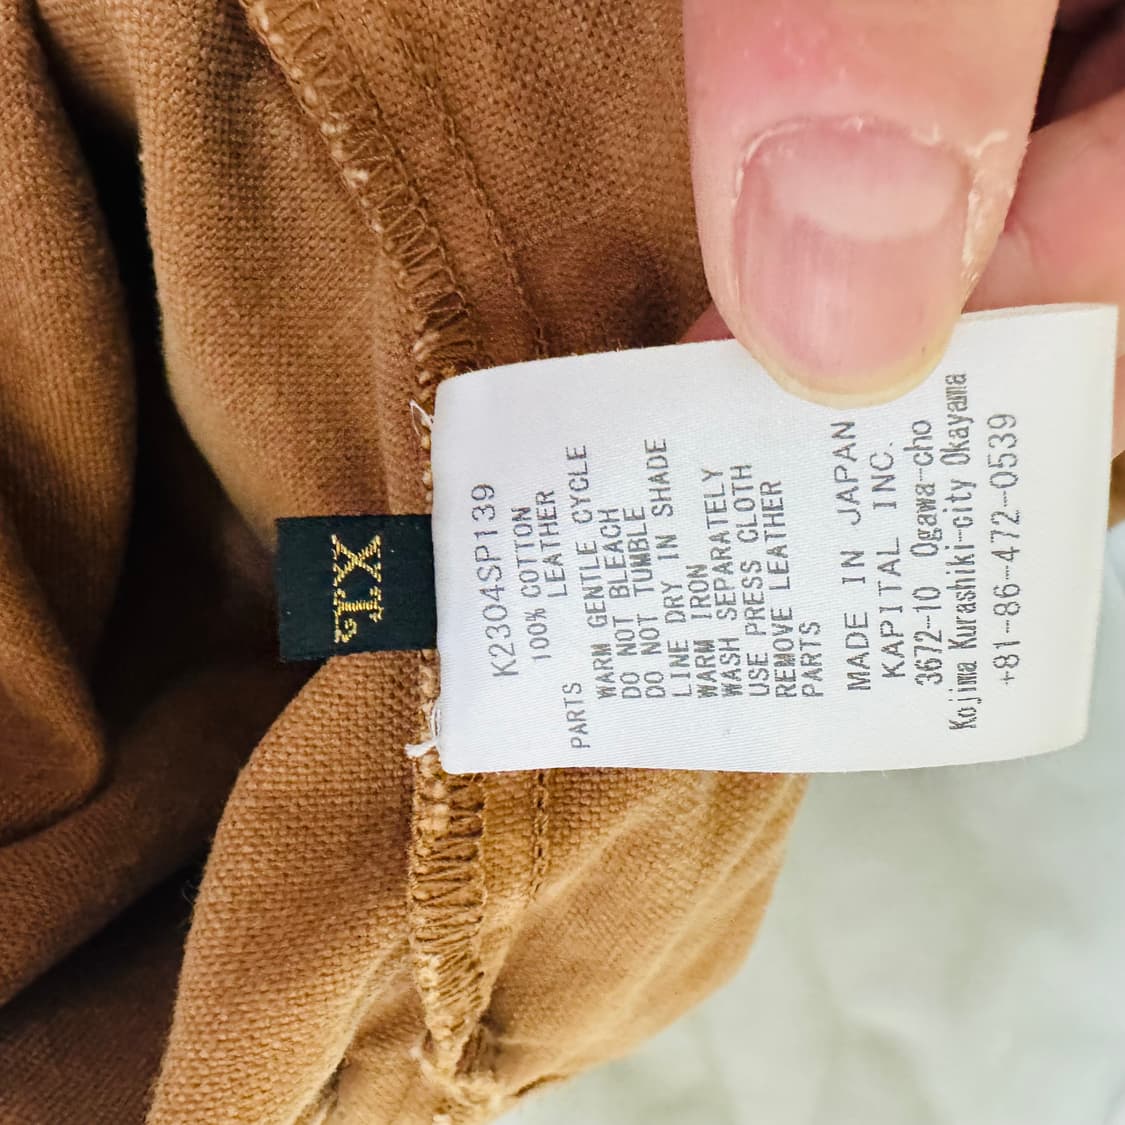 XL
K2304SP139
100% COTTON
LEATHER
PARTS
WARM GENTLE CYCLE
DO NOT BLEACH
DO NOT TUMBLE
LINE DRY IN SHADE
WARM IRON
WASH SEPARATELY
USE PRESS CLOTH
REMOVE LEATHER
PARTS
MADE IN JAPAN
KAPITAL INC.
3672-10 Ogawa-cho
Kojima Kurashiki-city Okayama
+81-86-472-0539